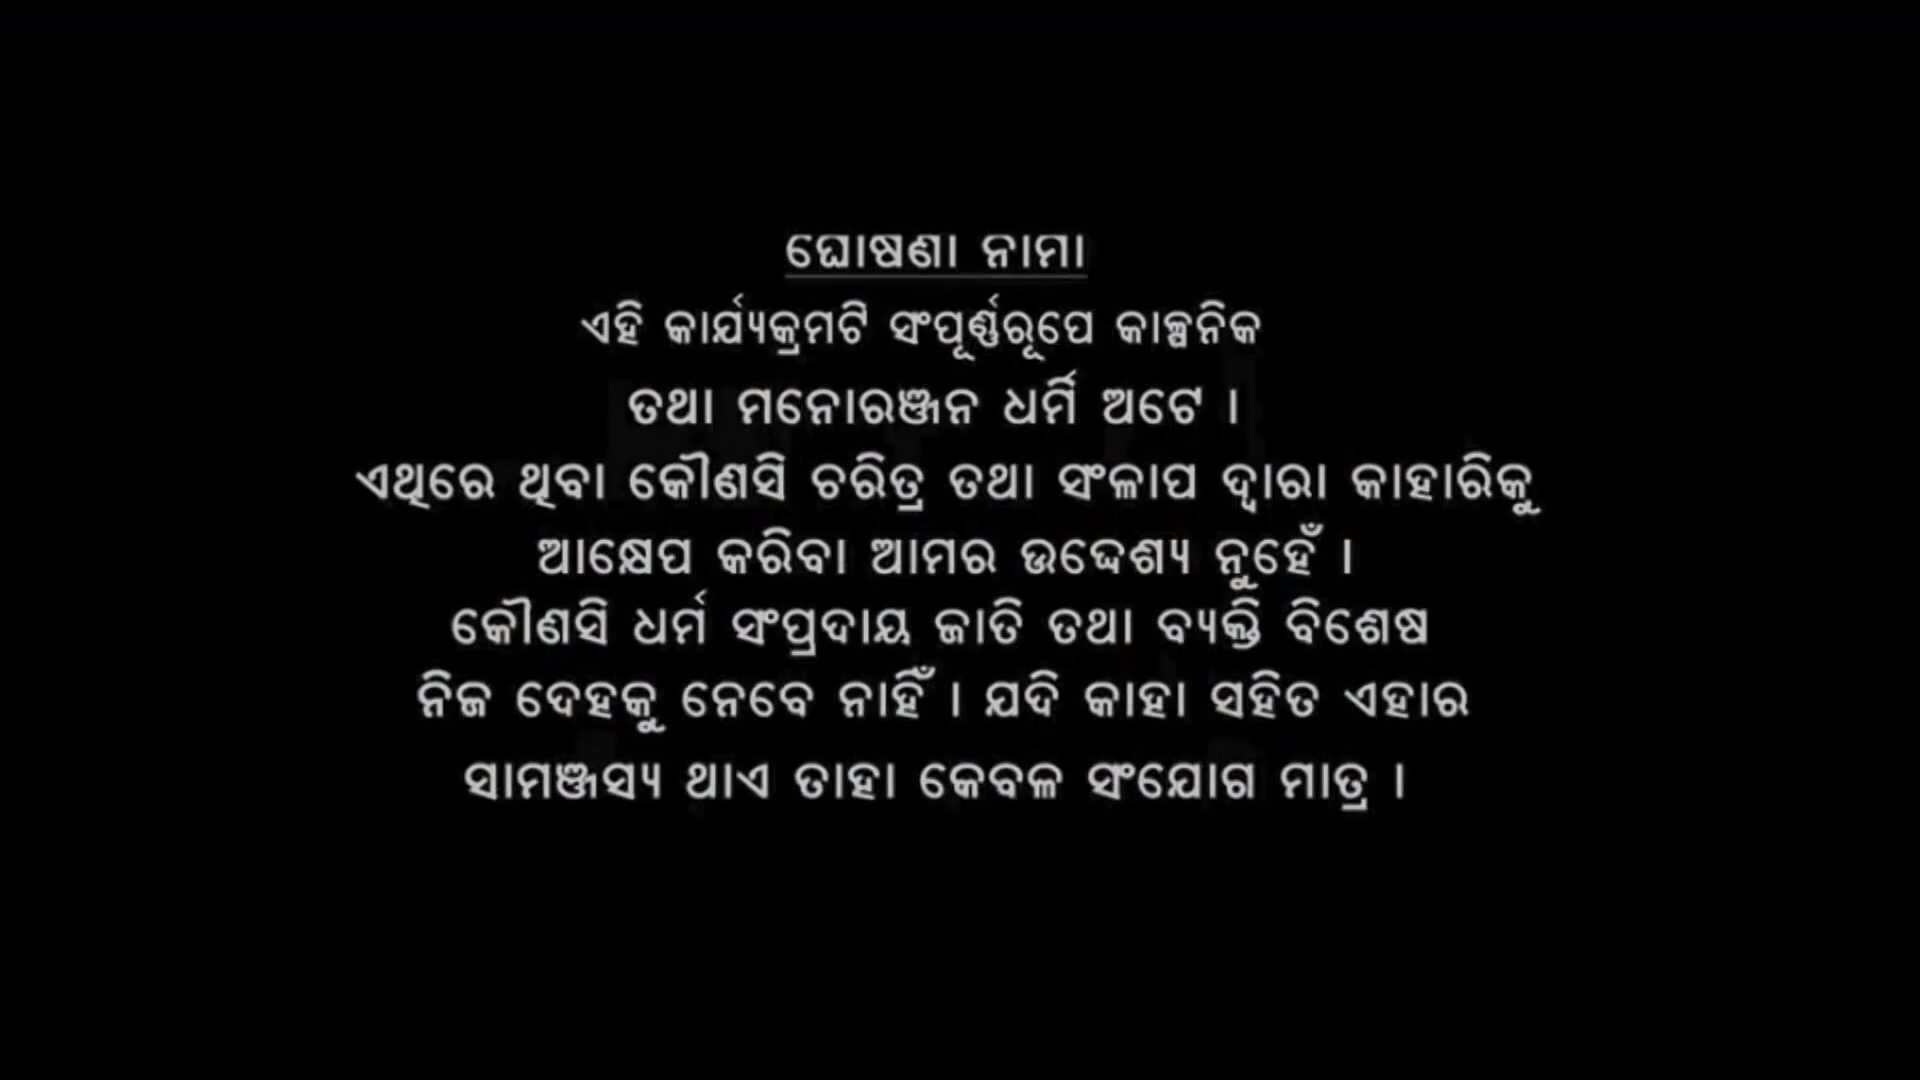 ଘୋଷଣା ନାମା
ଏହି କାର୍ଯ୍ୟକ୍ରମଟି ସଂପୂର୍ଣ୍ଣରୂପେ କାଳ୍ପନିକ
ତଥା ମନୋରଞ୍ଜନ ଧର୍ମି ଅଟେ ।
ଏଥିରେ ଥିବା କୌଣସି ଚରିତ୍ର ତଥା ସଂଳାପ ଦ୍ୱାରା କାହାରିକୁ
ଆକ୍ଷେପ କରିବା ଆମର ଉଦ୍ଦେଶ୍ୟ ନୁହେଁ ।
କୌଣସି ଧର୍ମ ସଂପ୍ରଦାୟ ଜାତି ତଥା ବ୍ୟକ୍ତି ବିଶେଷ
ନିଜ ଦେହକୁ ନେବେ ନାହିଁ । ଯଦି କାହା ସହିତ ଏହାର
ସାମଞ୍ଜସ୍ୟ ଥାଏ ତାହା କେବଳ ସଂଯୋଗ ମାତ୍ର ।